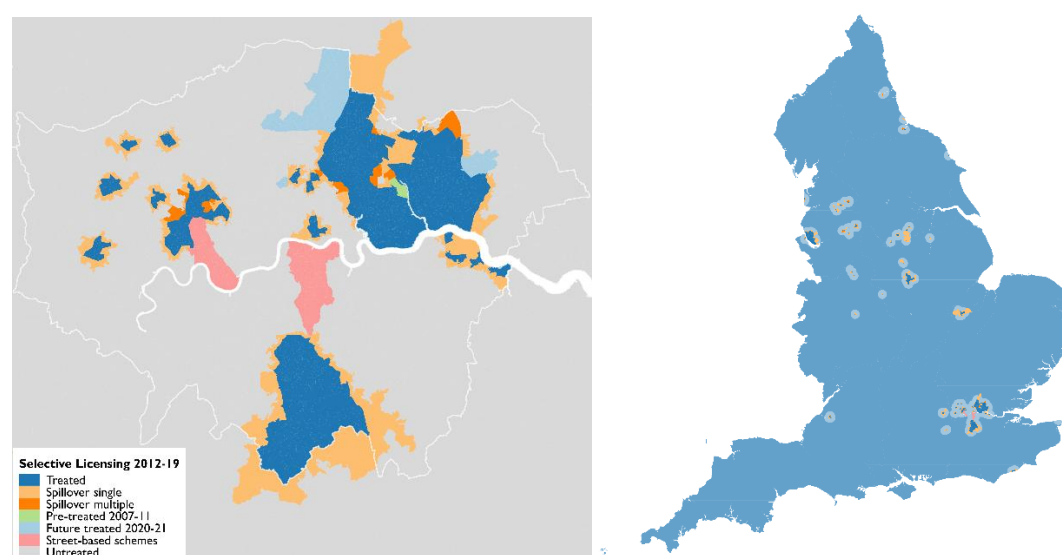 Selective Licensing 2012-19
Treated
Spillover single
Spillover multiple
Pre-treated 2007-11
Future treated 2020-21
Street-based schemes
Untreated